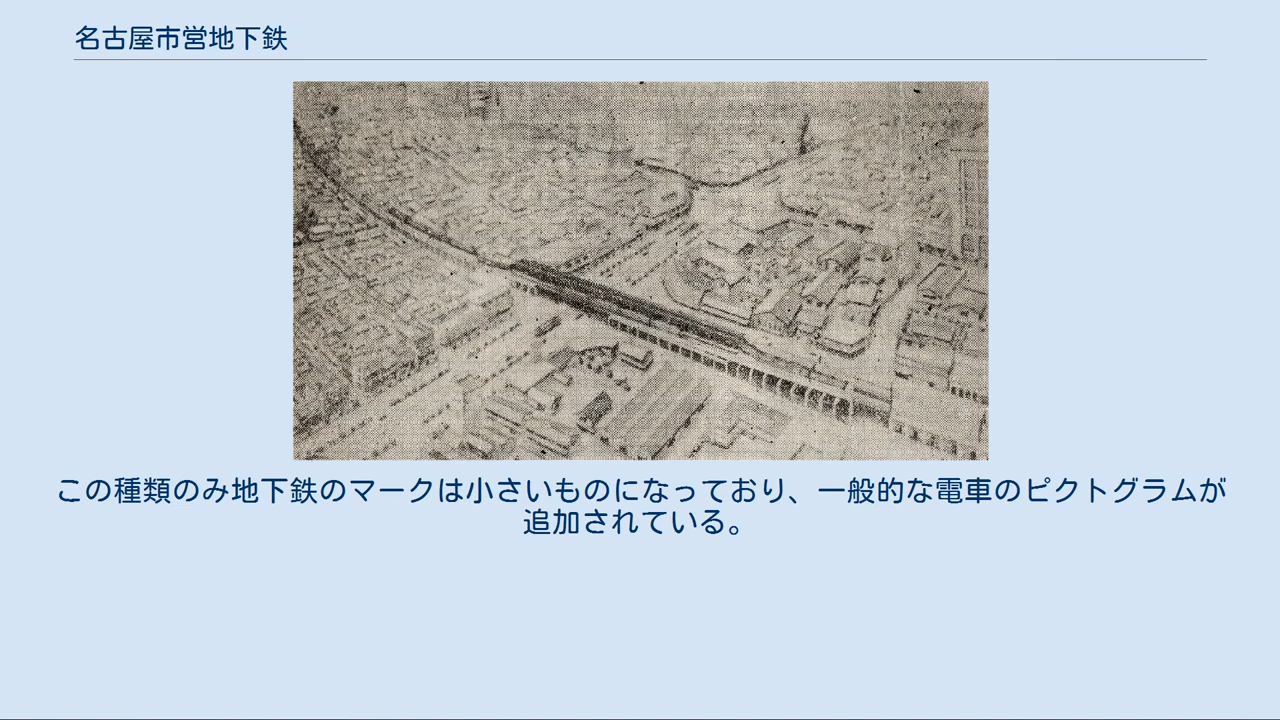 名古屋市営地下鉄
この種類のみ地下鉄のマークは小さいものになっており、一般的な電車のピクトグラムが
追加されている。